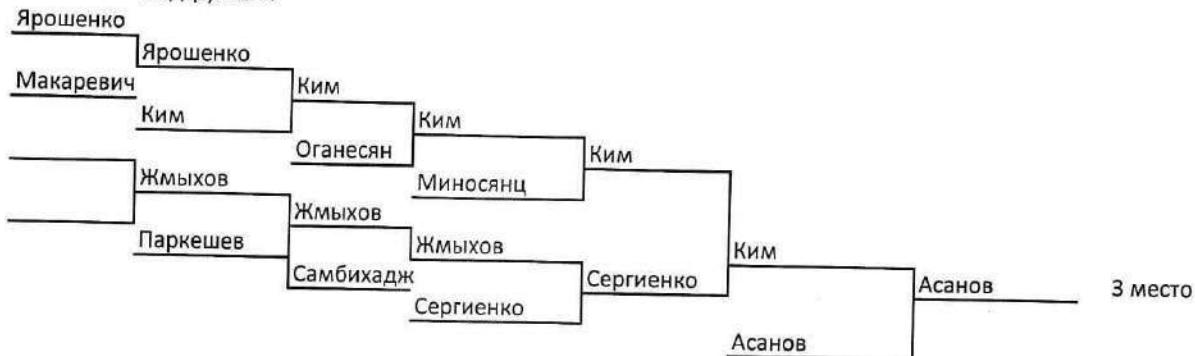 Ярошенко
Ярошенко
Макаревич
Ким
Ким
Ким
Оганесян
Ким
Миносянц
Жмыхов
Жмыхов
Паркешев
Жмыхов
Самбихадж
Сергиенко
Сергиенко
Ким
Асанов
3 место
Асанов